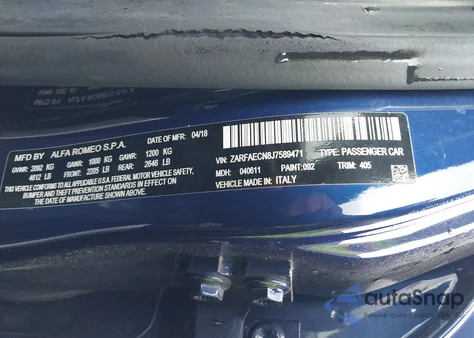 MFD BY: ALFA ROMEO S.P.A. DATE OF MFR: 04/18
GVWR: 2092 KG GAWR: 1000 KG GAWR: 1200 KG
4612 LB FRONT: 2205 LB REAR: 2646 LB
THIS VEHICLE CONFORMS TO ALL APPLICABLE U.S. FEDERAL MOTOR VEHICLE SAFETY,
BUMPER AND THEFT PREVENTION STANDARDS IN EFFECT ON
THE DATE OF MANUFACTURE SHOWN ABOVE.
VIN: ZARFAECN8J7589471 TYPE: PASSENGER CAR
MDH: 040611 PAINT:092 TRIM: 405
VEHICLE MADE IN: ITALY
autoSnap